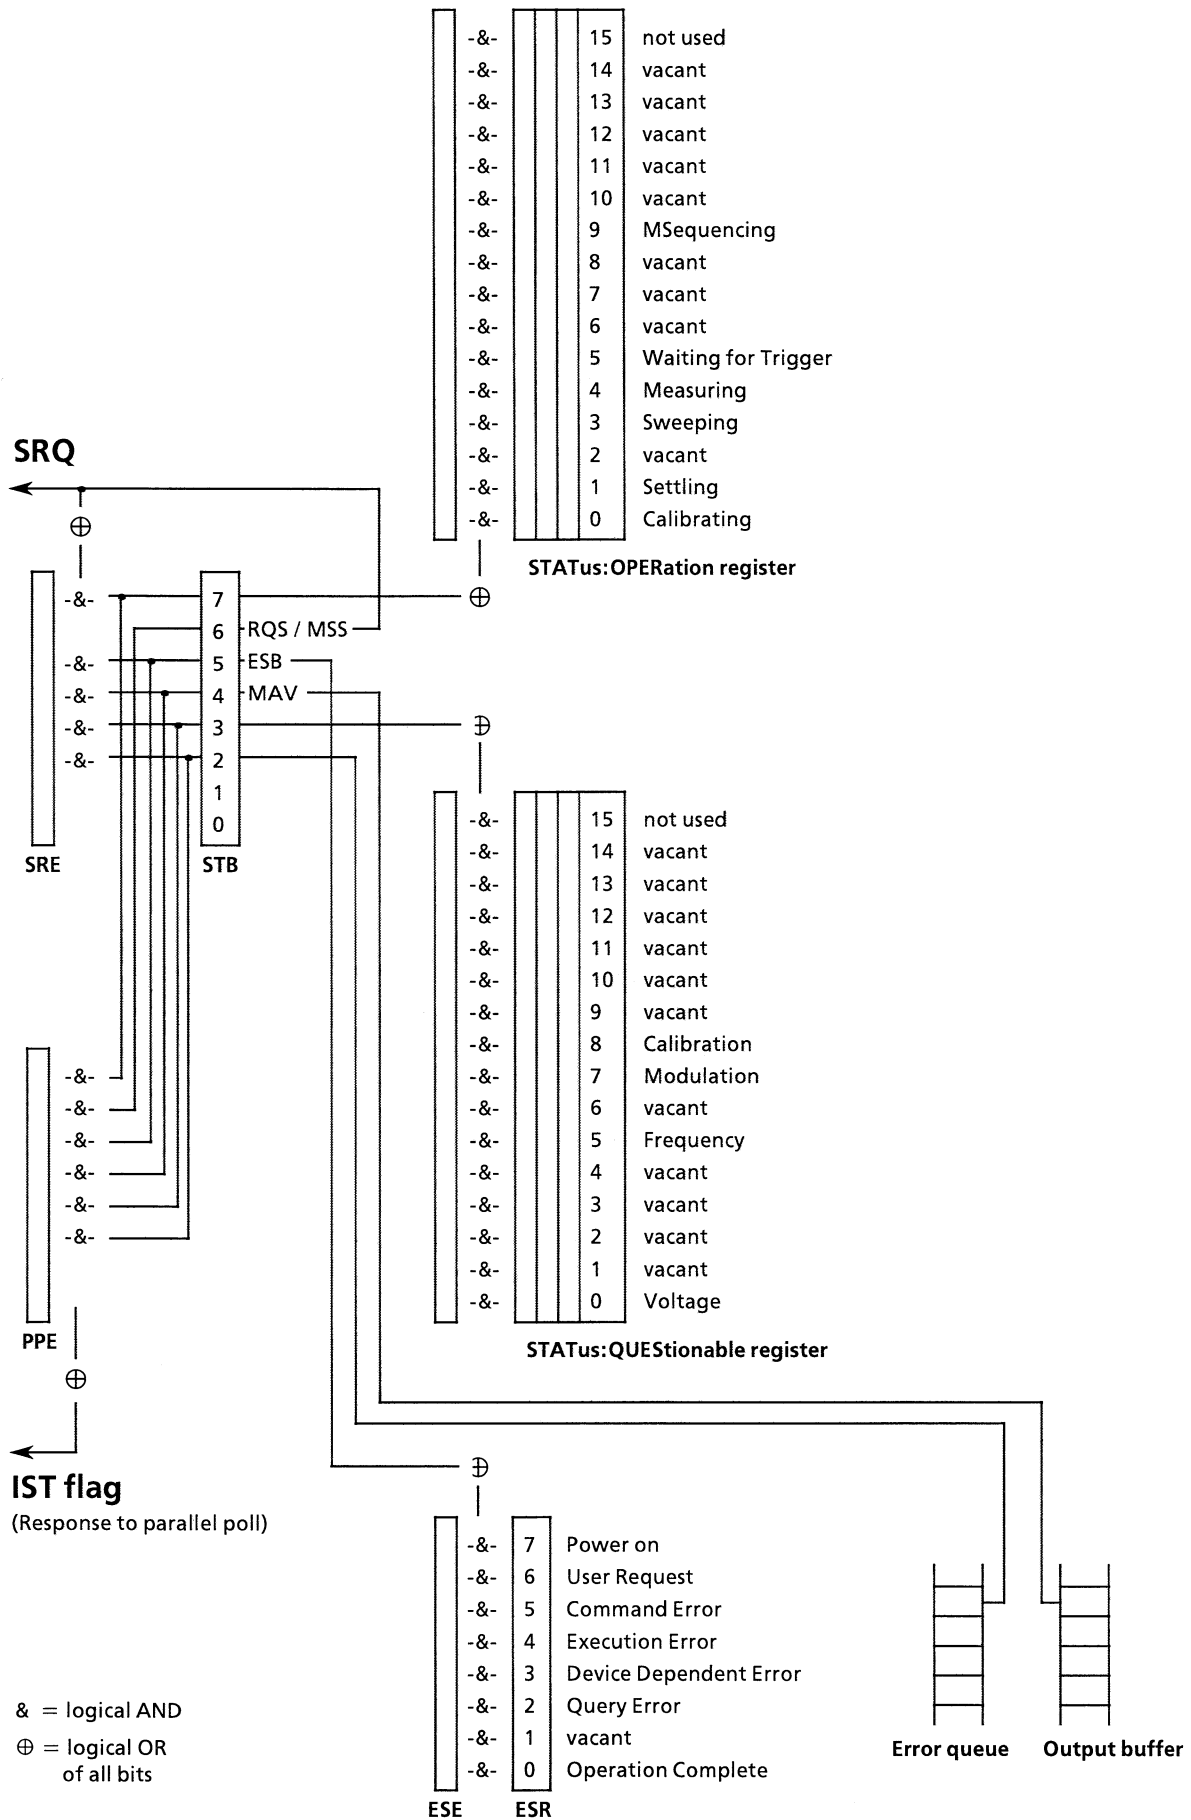 -&- 15 not used
-&- 14 vacant
-&- 13 vacant
-&- 12 vacant
-&- 11 vacant
-&- 10 vacant
-&- 9 MSequencing
-&- 8 vacant
-&- 7 vacant
-&- 6 vacant
-&- 5 Waiting for Trigger
-&- 4 Measuring
-&- 3 Sweeping
-&- 2 vacant
-&- 1 Settling
-&- 0 Calibrating
STATus:OPERation register
SRQ
-&- 7
6 RQS / MSS
-&- 5 ESB
-&- 4 MAV
-&- 3
-&- 2
1
0
SRE STB
-&- 15 not used
-&- 14 vacant
-&- 13 vacant
-&- 12 vacant
-&- 11 vacant
-&- 10 vacant
-&- 9 vacant
-&- 8 Calibration
-&- 7 Modulation
-&- 6 vacant
-&- 5 Frequency
-&- 4 vacant
-&- 3 vacant
-&- 2 vacant
-&- 1 vacant
-&- 0 Voltage
STATus:QUEStionable register
-&-
-&-
-&-
-&-
-&-
-&-
PPE
IST flag
(Response to parallel poll)
-&- 7 Power on
-&- 6 User Request
-&- 5 Command Error
-&- 4 Execution Error
-&- 3 Device Dependent Error
-&- 2 Query Error
-&- 1 vacant
-&- 0 Operation Complete
ESE ESR
Error queue Output buffer
& = logical AND
⊕ = logical OR
of all bits